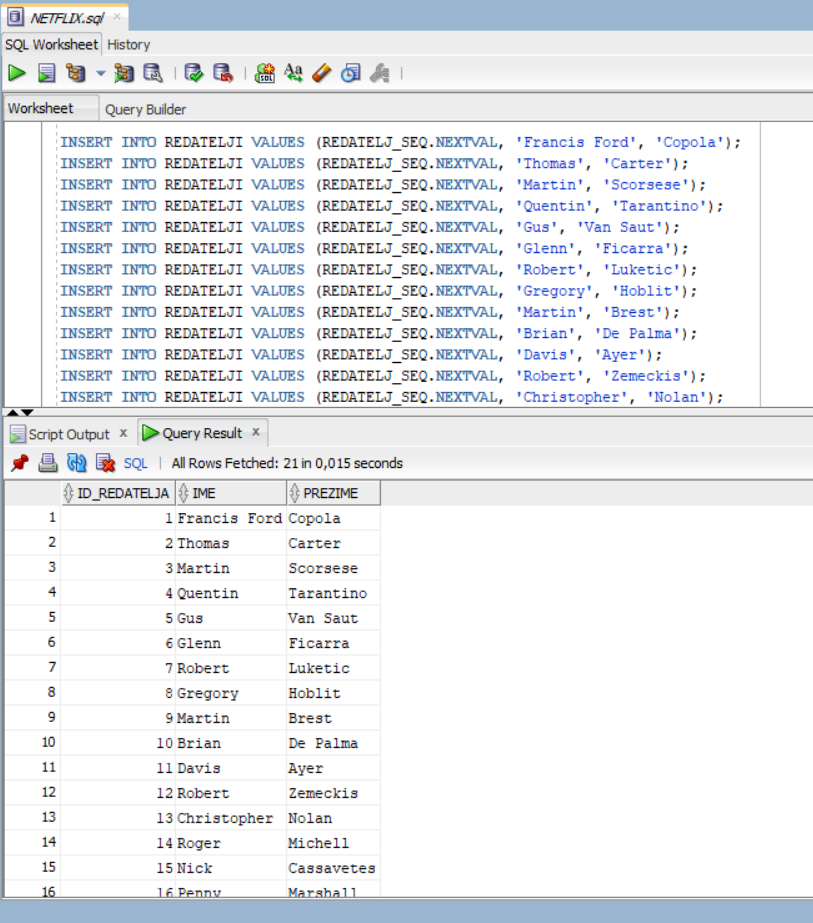 NETFLIX.sql
SQL Worksheet History
Worksheet Query Builder
INSERT INTO REDATELJI VALUES (REDATELJ_SEQ.NEXTVAL, 'Francis Ford', 'Copola');
INSERT INTO REDATELJI VALUES (REDATELJ_SEQ.NEXTVAL, 'Thomas', 'Carter');
INSERT INTO REDATELJI VALUES (REDATELJ_SEQ.NEXTVAL, 'Martin', 'Scorsese');
INSERT INTO REDATELJI VALUES (REDATELJ_SEQ.NEXTVAL, 'Quentin', 'Tarantino');
INSERT INTO REDATELJI VALUES (REDATELJ_SEQ.NEXTVAL, 'Gus', 'Van Saut');
INSERT INTO REDATELJI VALUES (REDATELJ_SEQ.NEXTVAL, 'Glenn', 'Ficarra');
INSERT INTO REDATELJI VALUES (REDATELJ_SEQ.NEXTVAL, 'Robert', 'Luketic');
INSERT INTO REDATELJI VALUES (REDATELJ_SEQ.NEXTVAL, 'Gregory', 'Hoblit');
INSERT INTO REDATELJI VALUES (REDATELJ_SEQ.NEXTVAL, 'Martin', 'Brest');
INSERT INTO REDATELJI VALUES (REDATELJ_SEQ.NEXTVAL, 'Brian', 'De Palma');
INSERT INTO REDATELJI VALUES (REDATELJ_SEQ.NEXTVAL, 'Davis', 'Ayer');
INSERT INTO REDATELJI VALUES (REDATELJ_SEQ.NEXTVAL, 'Robert', 'Zemeckis');
INSERT INTO REDATELJI VALUES (REDATELJ_SEQ.NEXTVAL, 'Christopher', 'Nolan');
Script Output x Query Result x
SQL | All Rows Fetched: 21 in 0,015 seconds
ID_REDATELJA IME PREZIME
1 1 Francis Ford Copola
2 2 Thomas Carter
3 3 Martin Scorsese
4 4 Quentin Tarantino
5 5 Gus Van Saut
6 6 Glenn Ficarra
7 7 Robert Luketic
8 8 Gregory Hoblit
9 9 Martin Brest
10 10 Brian De Palma
11 11 Davis Ayer
12 12 Robert Zemeckis
13 13 Christopher Nolan
14 14 Roger Michell
15 15 Nick Cassavetes
16 16 Penny Marshall